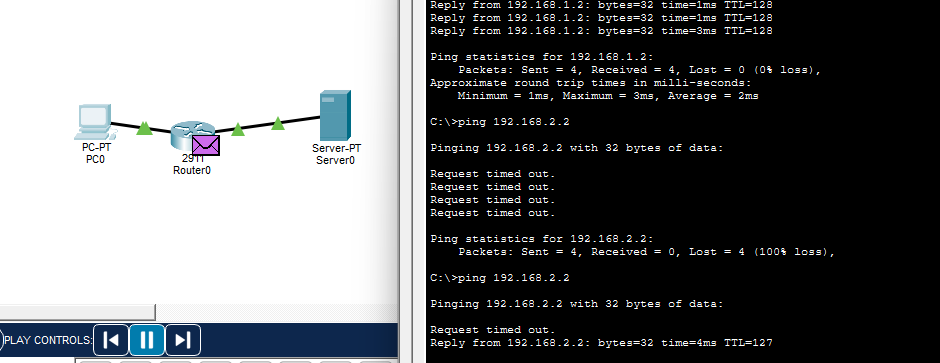 PC-PT
PC0
2911
Router0
Server-PT
Server0
PLAY CONTROLS:
Reply from 192.168.1.2: bytes=32 time=1ms TTL=128
Reply from 192.168.1.2: bytes=32 time=1ms TTL=128
Reply from 192.168.1.2: bytes=32 time=3ms TTL=128
Ping statistics for 192.168.1.2:
Packets: Sent = 4, Received = 4, Lost = 0 (0% loss),
Approximate round trip times in milli-seconds:
Minimum = 1ms, Maximum = 3ms, Average = 2ms
C:\>ping 192.168.2.2
Pinging 192.168.2.2 with 32 bytes of data:
Request timed out.
Request timed out.
Request timed out.
Request timed out.
Ping statistics for 192.168.2.2:
Packets: Sent = 4, Received = 0, Lost = 4 (100% loss),
C:\>ping 192.168.2.2
Pinging 192.168.2.2 with 32 bytes of data:
Request timed out.
Reply from 192.168.2.2: bytes=32 time=4ms TTL=127